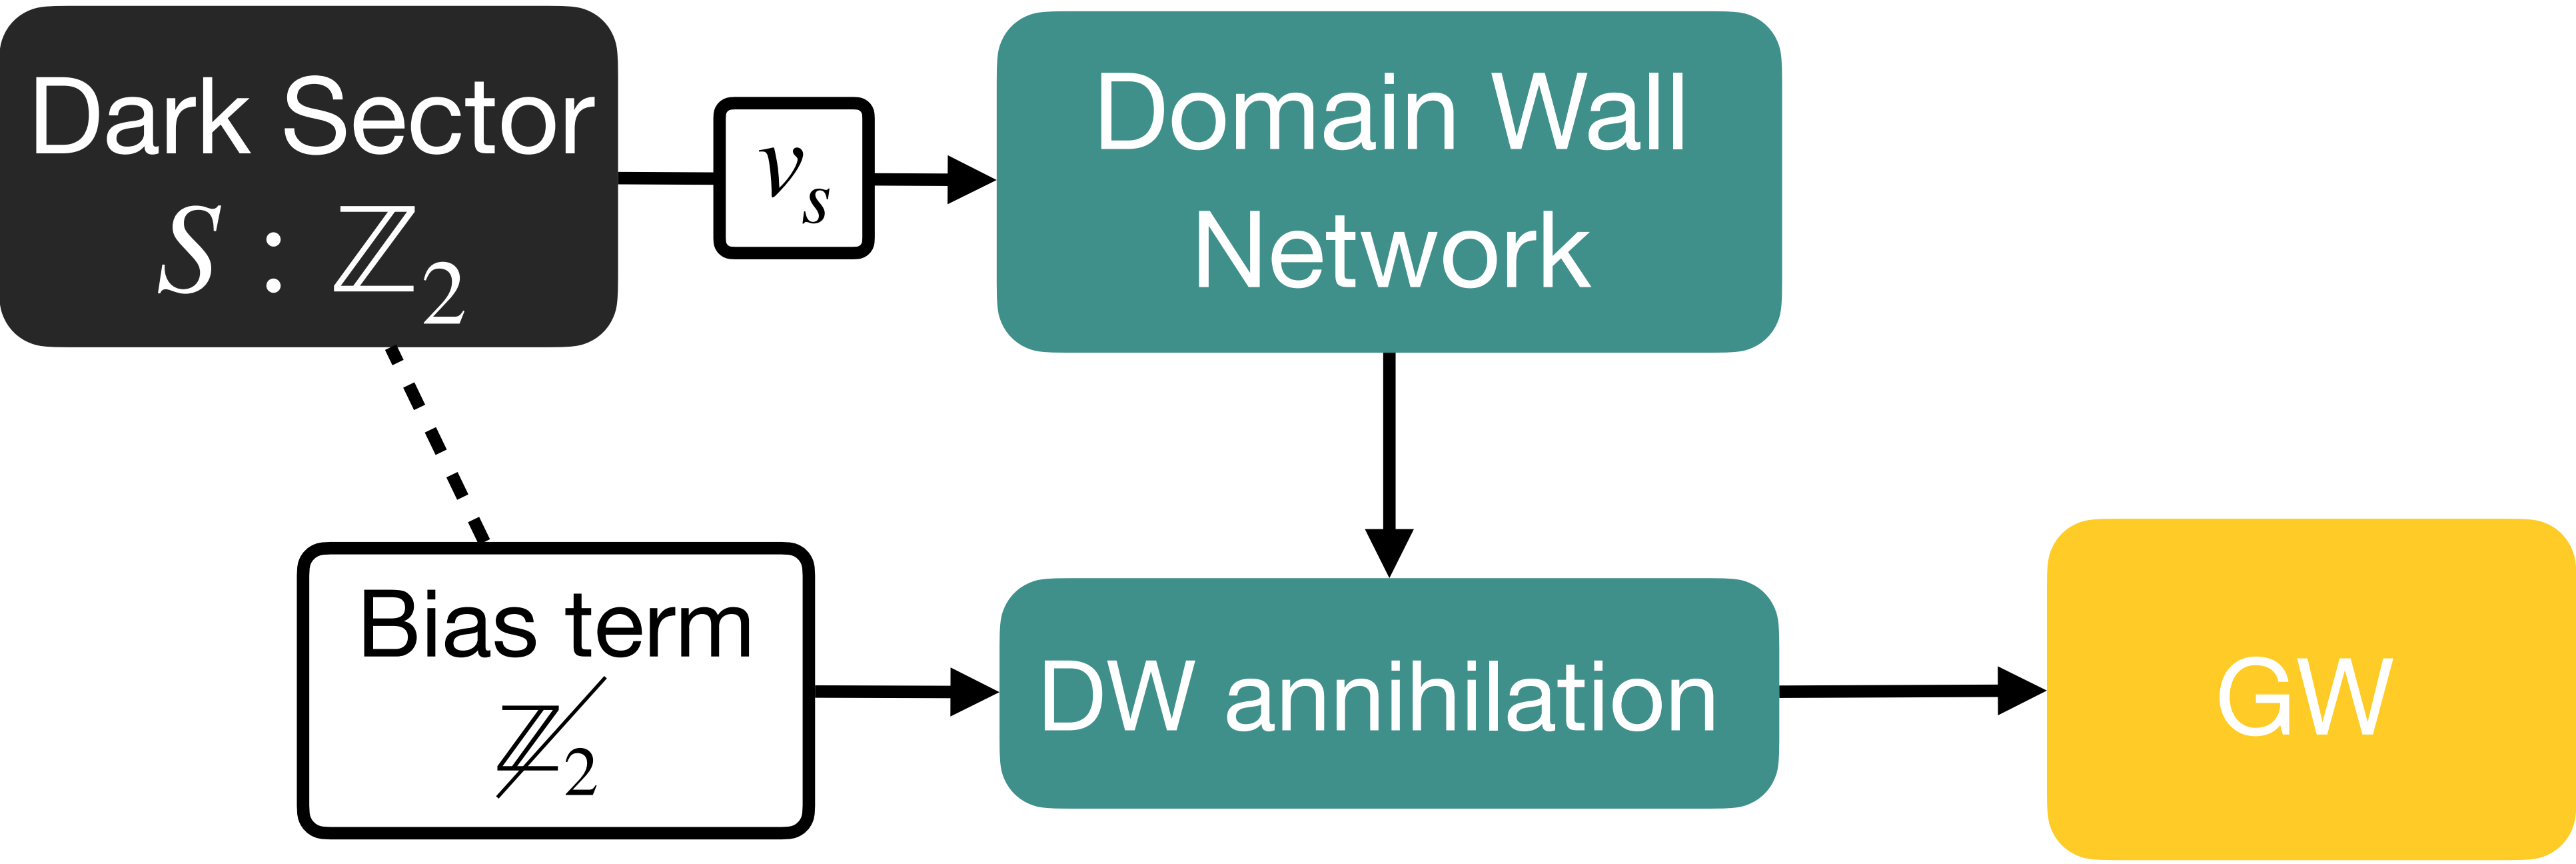 Dark Sector
S : ℤ₂
vₛ
Domain Wall
Network
Bias term
ℤ̸₂
DW annihilation
GW